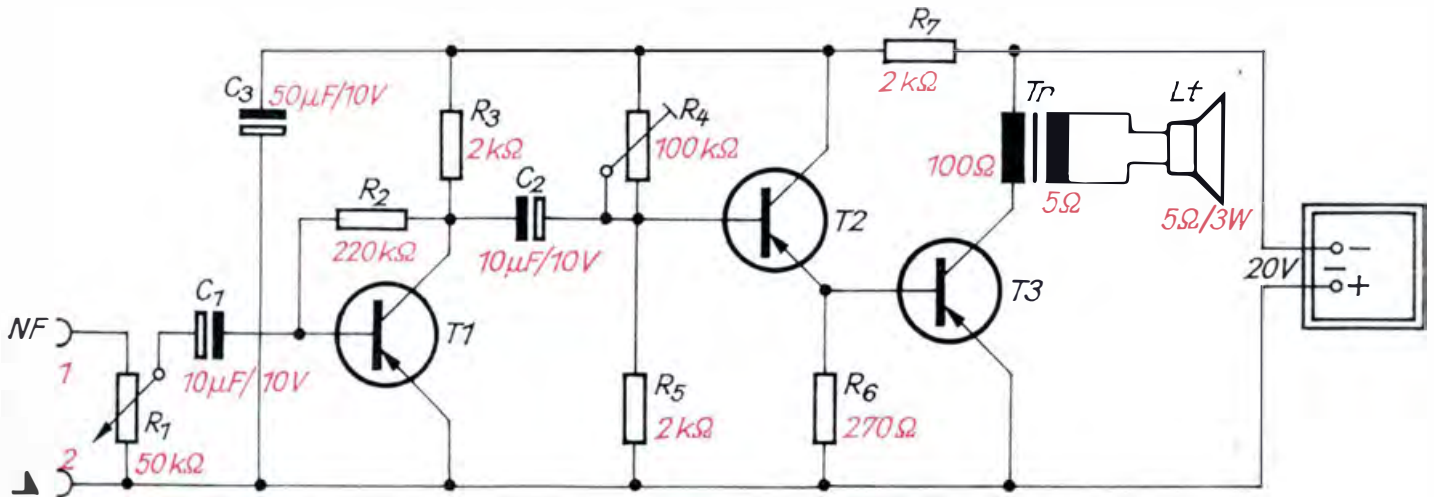 R7
2kΩ
C3
50µF/10V
R3
2kΩ
R4
100kΩ
Tr
Lt
100Ω
5Ω
5Ω/3W
R2
220kΩ
C2
10µF/10V
T2
20V
–
+
T3
NF
1
C1
10µF/10V
T1
R5
2kΩ
R6
270Ω
2
R1
50kΩ